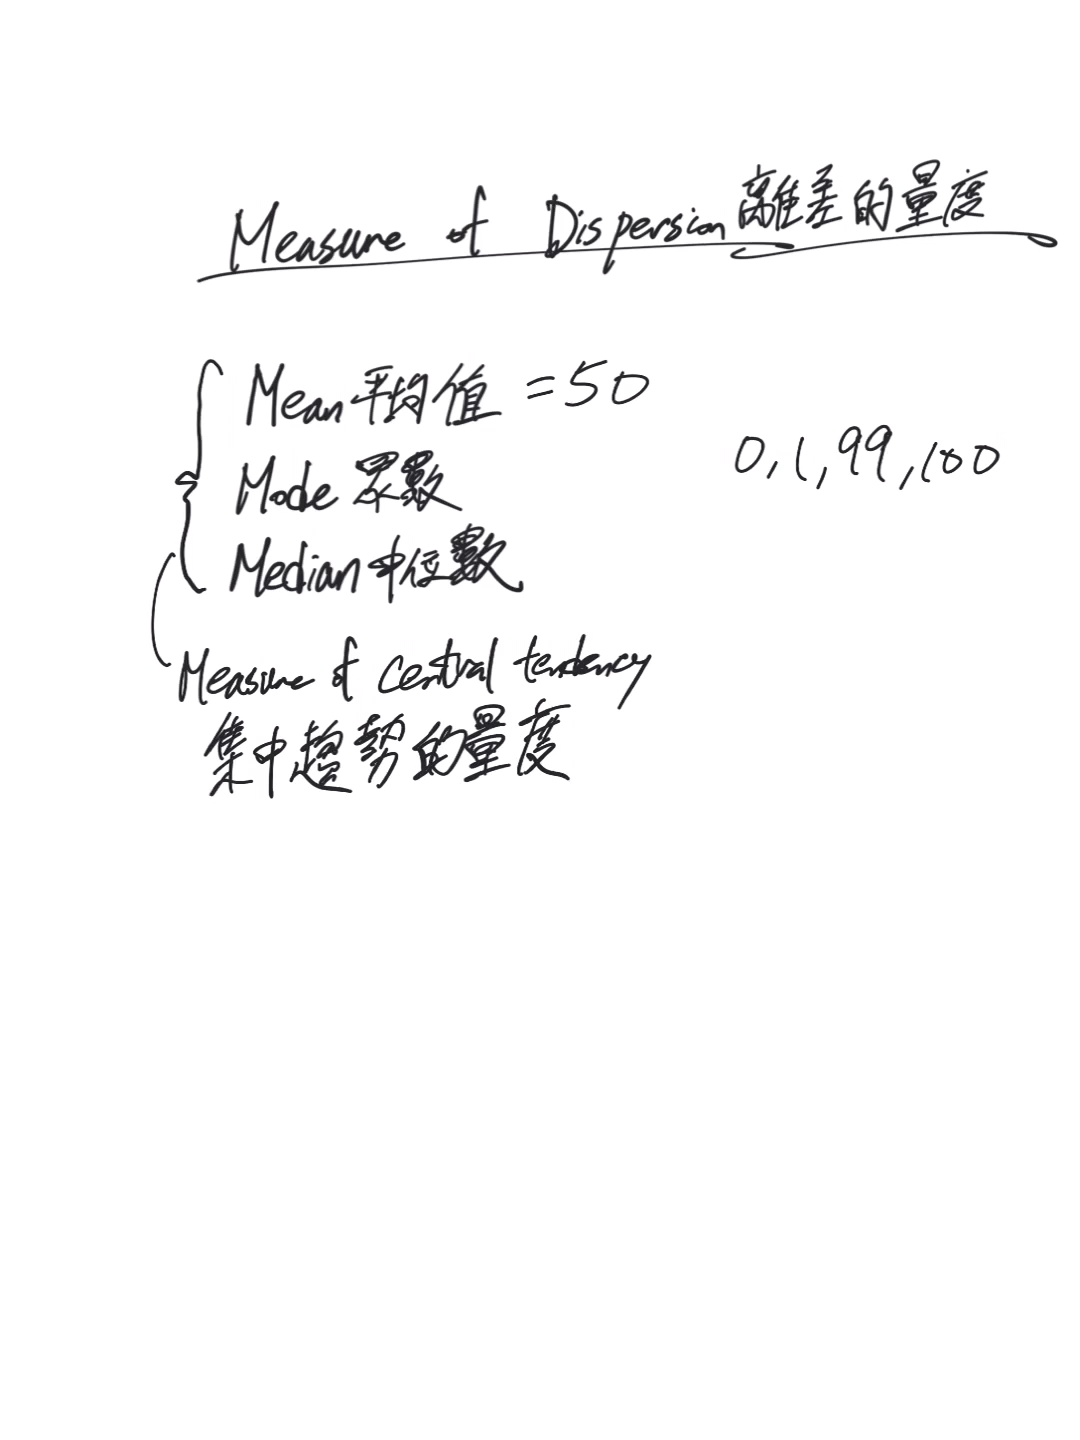 Measure of Dispersion 離差的量度
Mean 平均值 = 50
0, 1, 99, 100
Mode 眾數
Median 中位數
Measure of central tendency
集中趨勢的量度